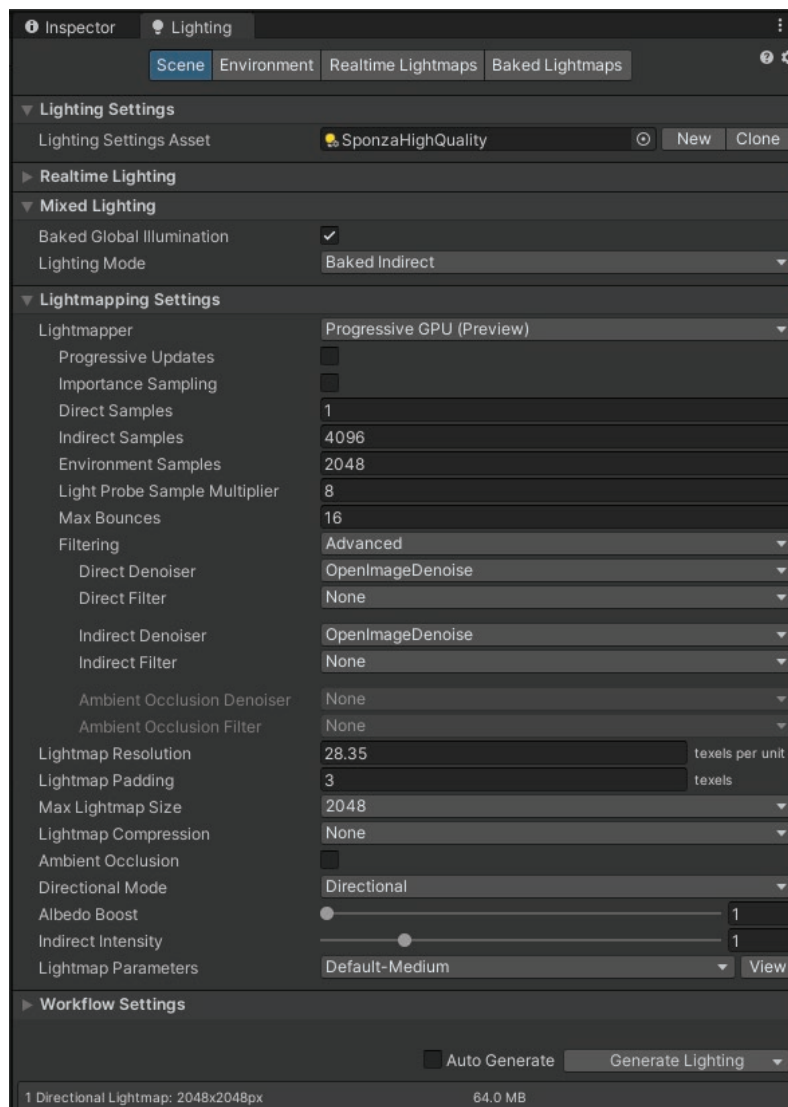 Inspector Lighting
Scene Environment Realtime Lightmaps Baked Lightmaps
Lighting Settings
Lighting Settings Asset SponzaHighQuality New Clone
Realtime Lighting
Mixed Lighting
Baked Global Illumination
Lighting Mode Baked Indirect
Lightmapping Settings
Lightmapper Progressive GPU (Preview)
Progressive Updates
Importance Sampling
Direct Samples 1
Indirect Samples 4096
Environment Samples 2048
Light Probe Sample Multiplier 8
Max Bounces 16
Filtering Advanced
Direct Denoiser OpenImageDenoise
Direct Filter None
Indirect Denoiser OpenImageDenoise
Indirect Filter None
Ambient Occlusion Denoiser None
Ambient Occlusion Filter None
Lightmap Resolution 28.35 texels per unit
Lightmap Padding 3 texels
Max Lightmap Size 2048
Lightmap Compression None
Ambient Occlusion
Directional Mode Directional
Albedo Boost 1
Indirect Intensity 1
Lightmap Parameters Default-Medium View
Workflow Settings
Auto Generate Generate Lighting
1 Directional Lightmap: 2048x2048px 64.0 MB